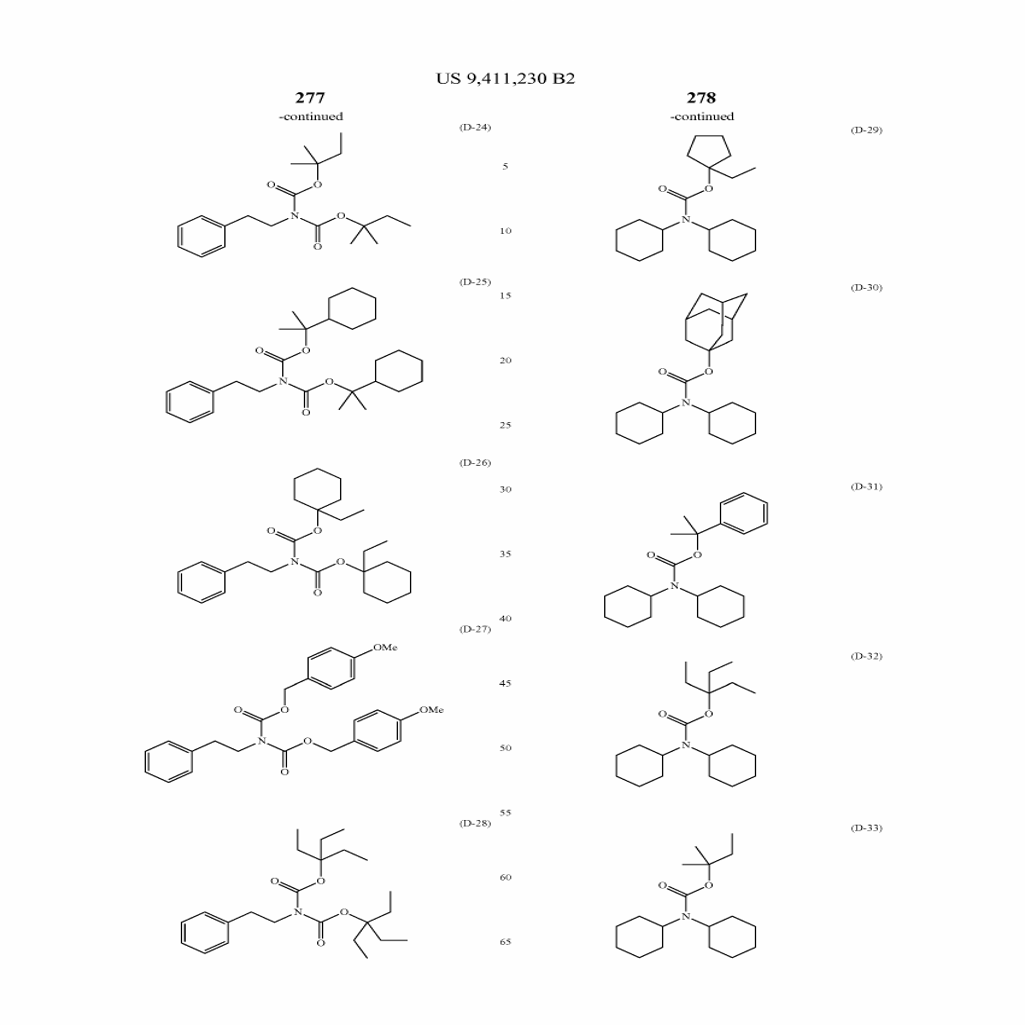 US 9,411,230 B2
277
-continued
(D-24)
O
O
N
O
O
5
10
(D-25)
15
O
O
N
O
O
20
25
(D-26)
30
O
O
N
O
O
35
40
(D-27)
OMe
45
O
O
OMe
N
O
O
50
55
(D-28)
60
O
O
N
O
O
65
278
-continued
(D-29)
O
O
N
(D-30)
O
O
N
(D-31)
O
O
N
(D-32)
O
O
N
(D-33)
O
O
N